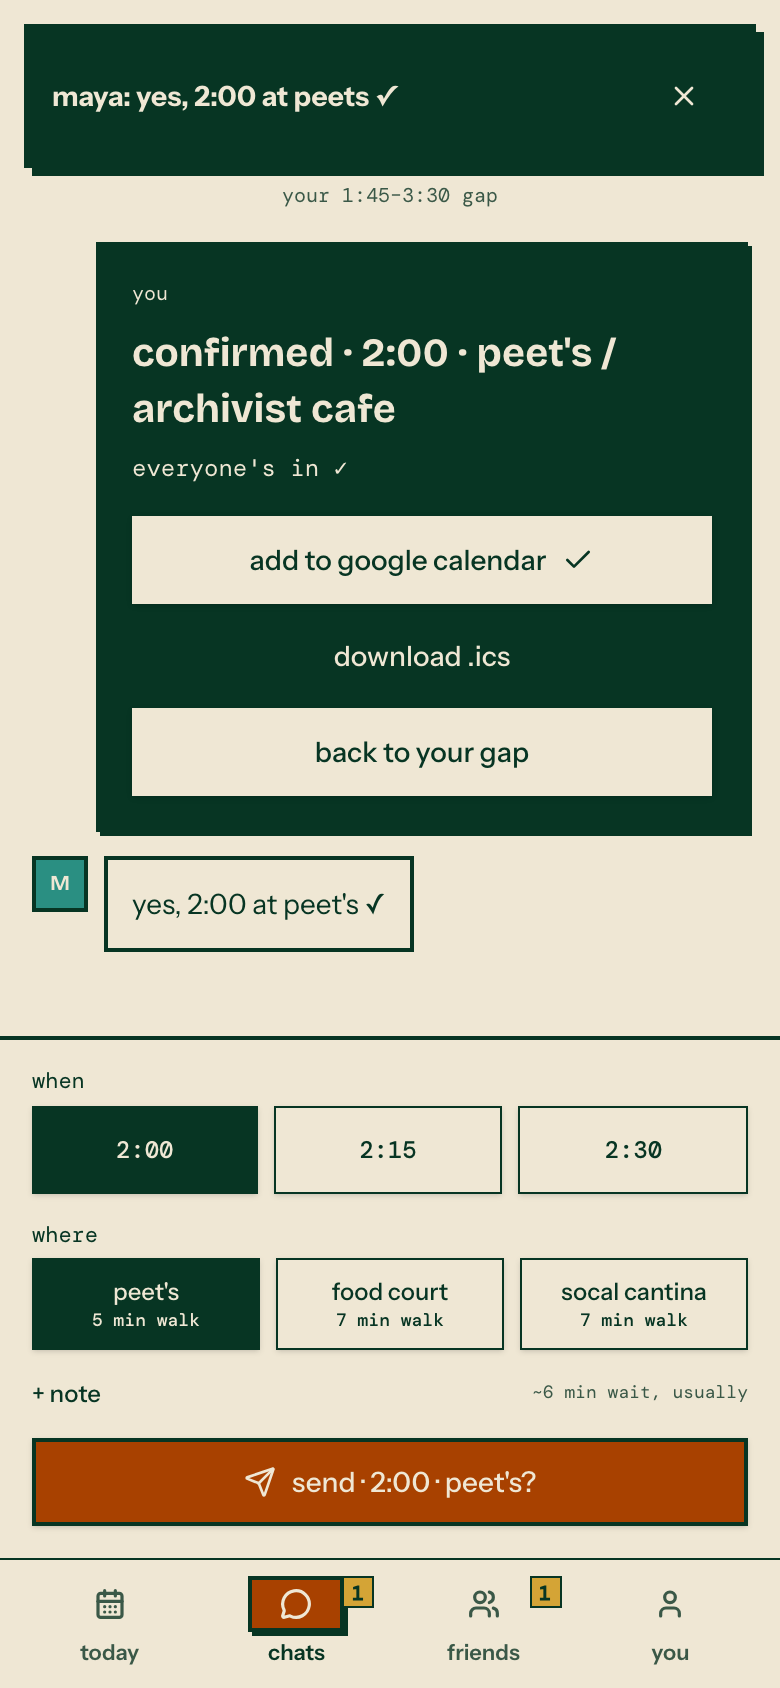 maya: yes, 2:00 at peets ✓
your 1:45–3:30 gap
you
confirmed · 2:00 · peet's /
archivist cafe
everyone's in ✓
add to google calendar ✓
download .ics
back to your gap
M
yes, 2:00 at peet's ✓
when
2:00
2:15
2:30
where
peet's
5 min walk
food court
7 min walk
socal cantina
7 min walk
+ note
~6 min wait, usually
send · 2:00 · peet's?
1
1
today
chats
friends
you